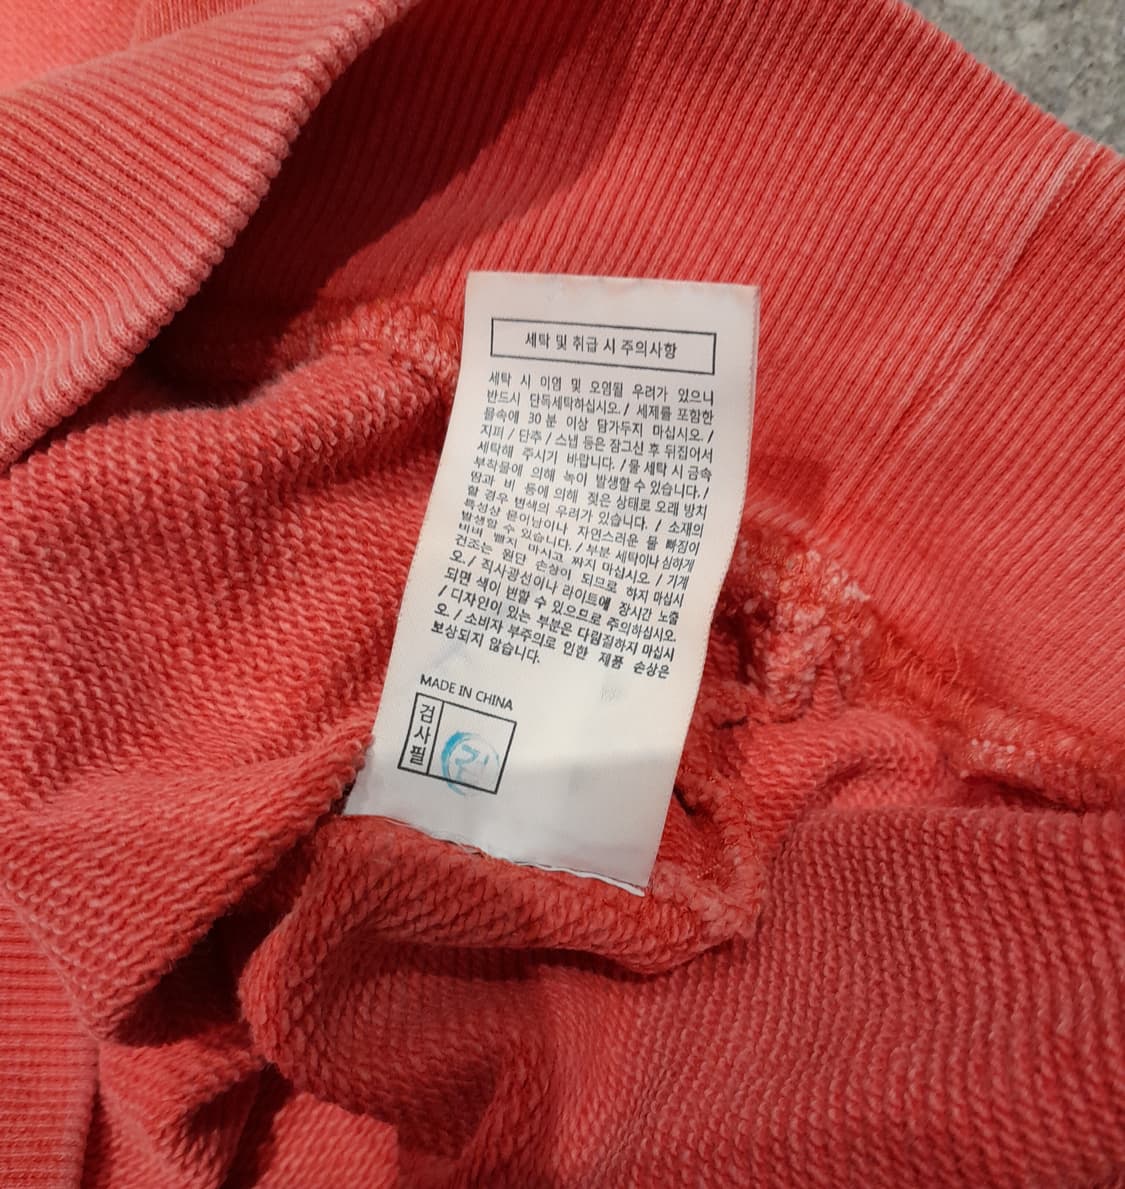 세탁 및 취급 시 주의사항
세탁 시 이염 및 오염될 우려가 있으니
반드시 단독세탁하십시오. / 세제를 포함한
물속에 30 분 이상 담가두지 마십시오. /
지퍼 / 단추 / 스냅 등은 잠그신 후 뒤집어서
세탁해 주시기 바랍니다. / 물 세탁 시 금속
부착물에 의해 녹이 발생할 수 있습니다. /
땀과 비 등에 의해 젖은 상태로 오래 방치
할 경우 변색의 우려가 있습니다. / 소재의
특성상 묻어남이나 자연스러운 물 빠짐이
발생할 수 있습니다. / 부분 세탁이나 심하게
비벼 빨지 마시고 짜지 마십시오 / 기계
건조는 원단 손상이 되므로 하지 마십시
오. / 직사광선이나 라이트에 장시간 노출
되면 색이 변할 수 있으므로 주의하십시오.
/ 디자인이 있는 부분은 다림질하지 마십시
오. / 소비자 부주의로 인한 제품 손상은
보상되지 않습니다.
MADE IN CHINA
검사필
검